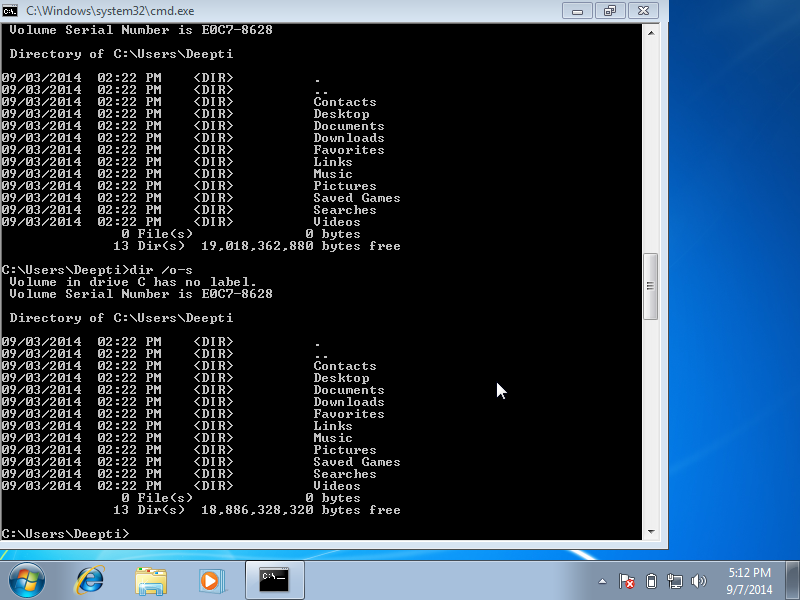 C:\Windows\system32\cmd.exe
Volume Serial Number is E0C7-8628
Directory of C:\Users\Deepti
09/03/2014  02:22 PM    <DIR>          .
09/03/2014  02:22 PM    <DIR>          ..
09/03/2014  02:22 PM    <DIR>          Contacts
09/03/2014  02:22 PM    <DIR>          Desktop
09/03/2014  02:22 PM    <DIR>          Documents
09/03/2014  02:22 PM    <DIR>          Downloads
09/03/2014  02:22 PM    <DIR>          Favorites
09/03/2014  02:22 PM    <DIR>          Links
09/03/2014  02:22 PM    <DIR>          Music
09/03/2014  02:22 PM    <DIR>          Pictures
09/03/2014  02:22 PM    <DIR>          Saved Games
09/03/2014  02:22 PM    <DIR>          Searches
09/03/2014  02:22 PM    <DIR>          Videos
0 File(s)              0 bytes
13 Dir(s)  19,018,362,880 bytes free
C:\Users\Deepti>dir /o-s
Volume in drive C has no label.
Volume Serial Number is E0C7-8628
Directory of C:\Users\Deepti
09/03/2014  02:22 PM    <DIR>          .
09/03/2014  02:22 PM    <DIR>          ..
09/03/2014  02:22 PM    <DIR>          Contacts
09/03/2014  02:22 PM    <DIR>          Desktop
09/03/2014  02:22 PM    <DIR>          Documents
09/03/2014  02:22 PM    <DIR>          Downloads
09/03/2014  02:22 PM    <DIR>          Favorites
09/03/2014  02:22 PM    <DIR>          Links
09/03/2014  02:22 PM    <DIR>          Music
09/03/2014  02:22 PM    <DIR>          Pictures
09/03/2014  02:22 PM    <DIR>          Saved Games
09/03/2014  02:22 PM    <DIR>          Searches
09/03/2014  02:22 PM    <DIR>          Videos
0 File(s)              0 bytes
13 Dir(s)  18,886,328,320 bytes free
C:\Users\Deepti>
5:12 PM
9/7/2014